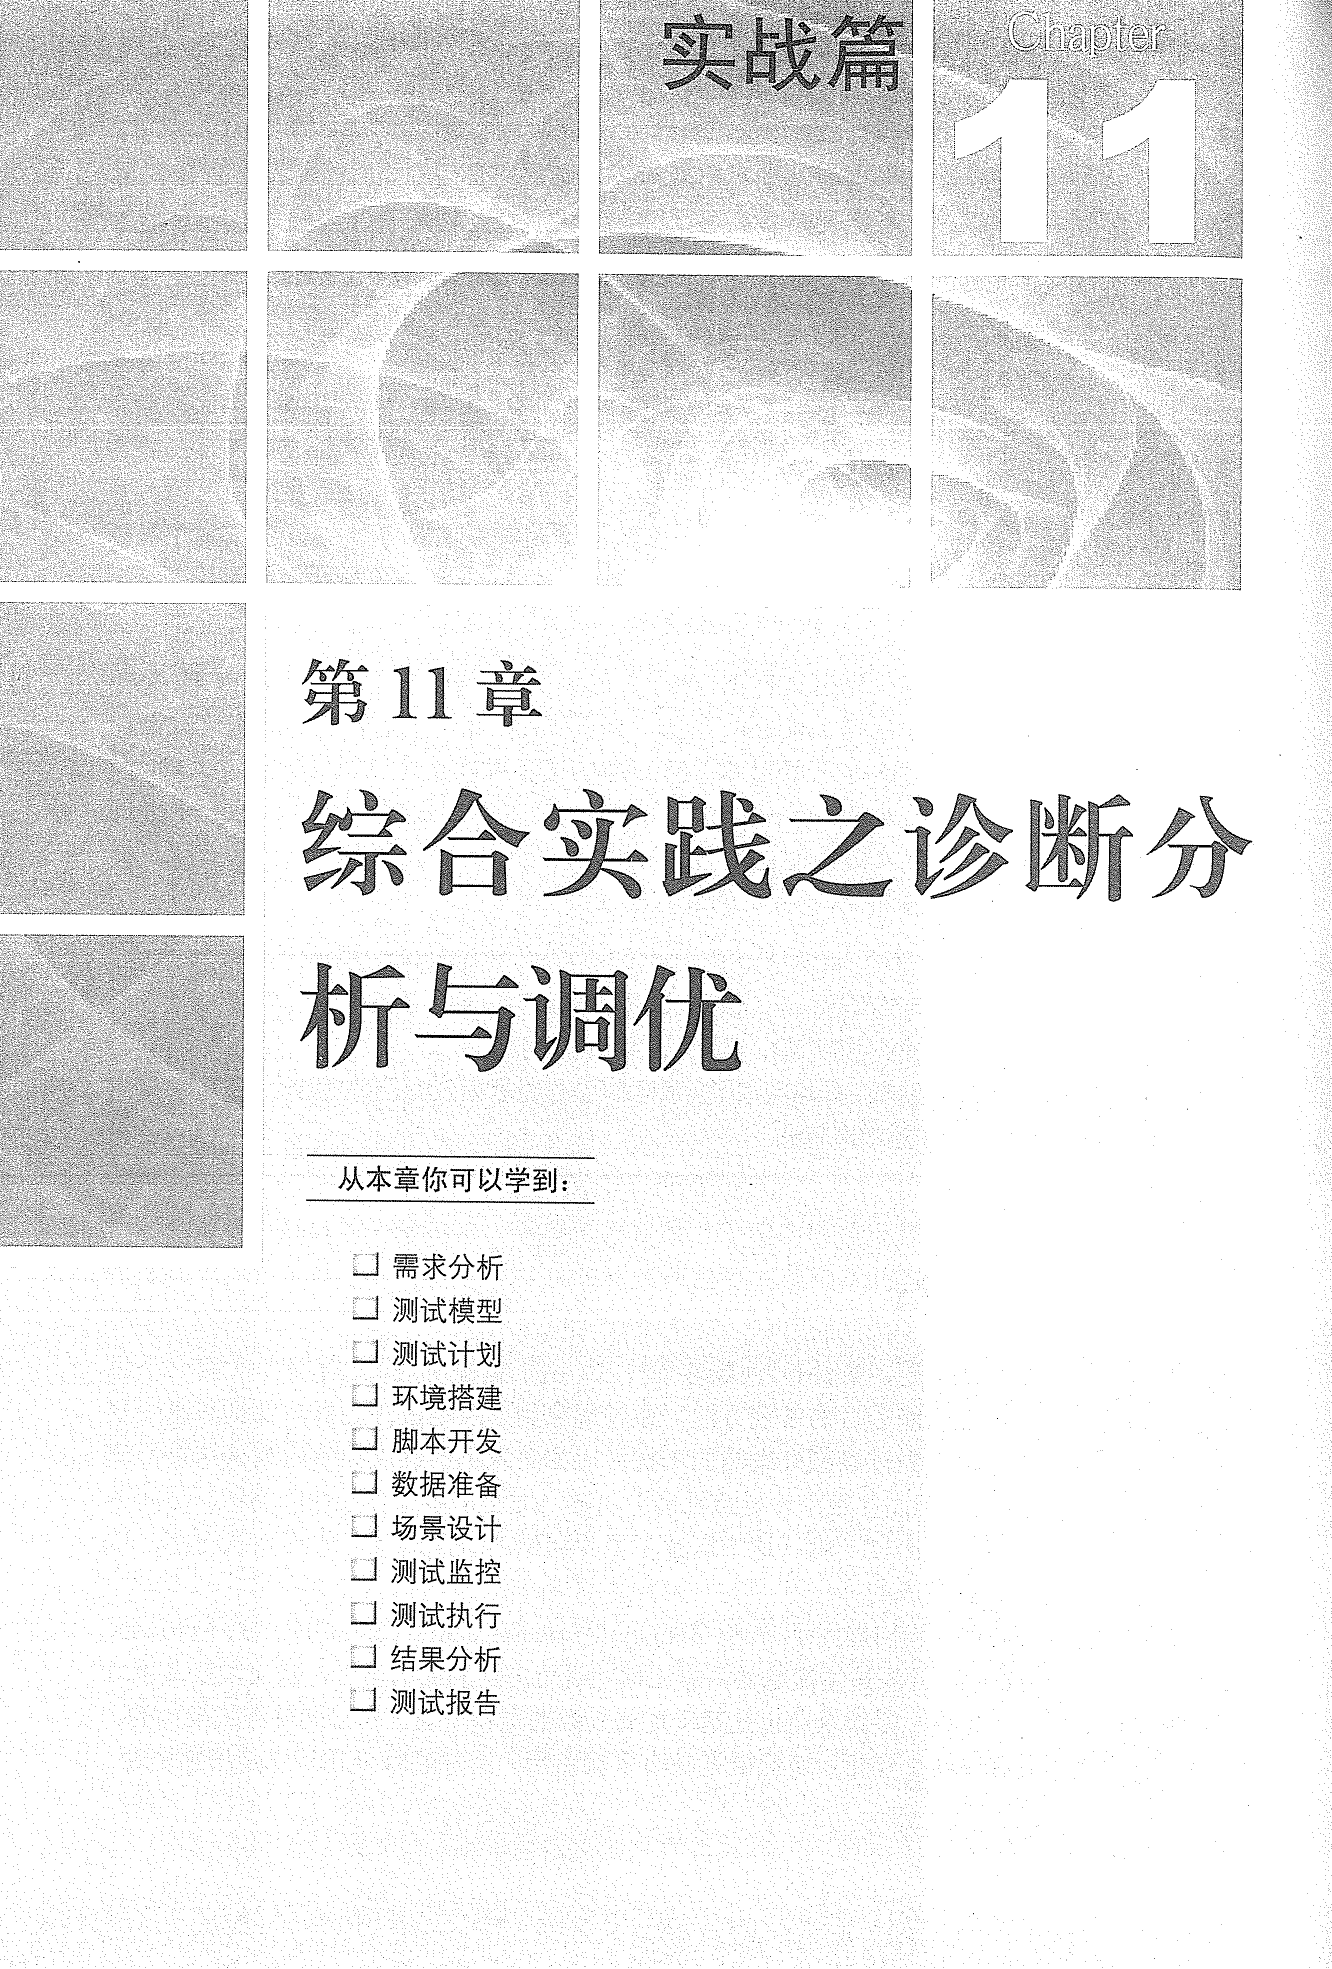 实战篇
Chapter
11
第 11 章
综合实践之诊断分
析与调优
从本章你可以学到：
❑ 需求分析
❑ 测试模型
❑ 测试计划
❑ 环境搭建
❑ 脚本开发
❑ 数据准备
❑ 场景设计
❑ 测试监控
❑ 测试执行
❑ 结果分析
❑ 测试报告